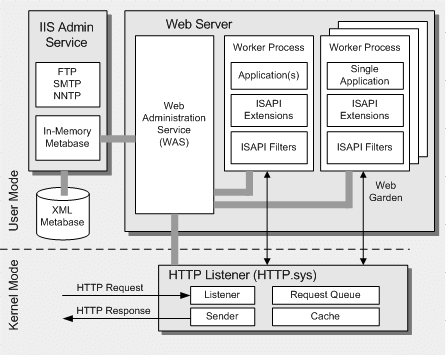 IIS Admin
Service
FTP
SMTP
NNTP
In-Memory
Metabase
XML
Metabase
Web Server
Web
Administration
Service
(WAS)
Worker Process
Application(s)
ISAPI
Extensions
ISAPI Filters
Worker Process
Single
Application
ISAPI
Extensions
ISAPI Filters
Web
Garden
User Mode
Kernel Mode
HTTP Listener (HTTP.sys)
HTTP Request
Listener
Request Queue
HTTP Response
Sender
Cache